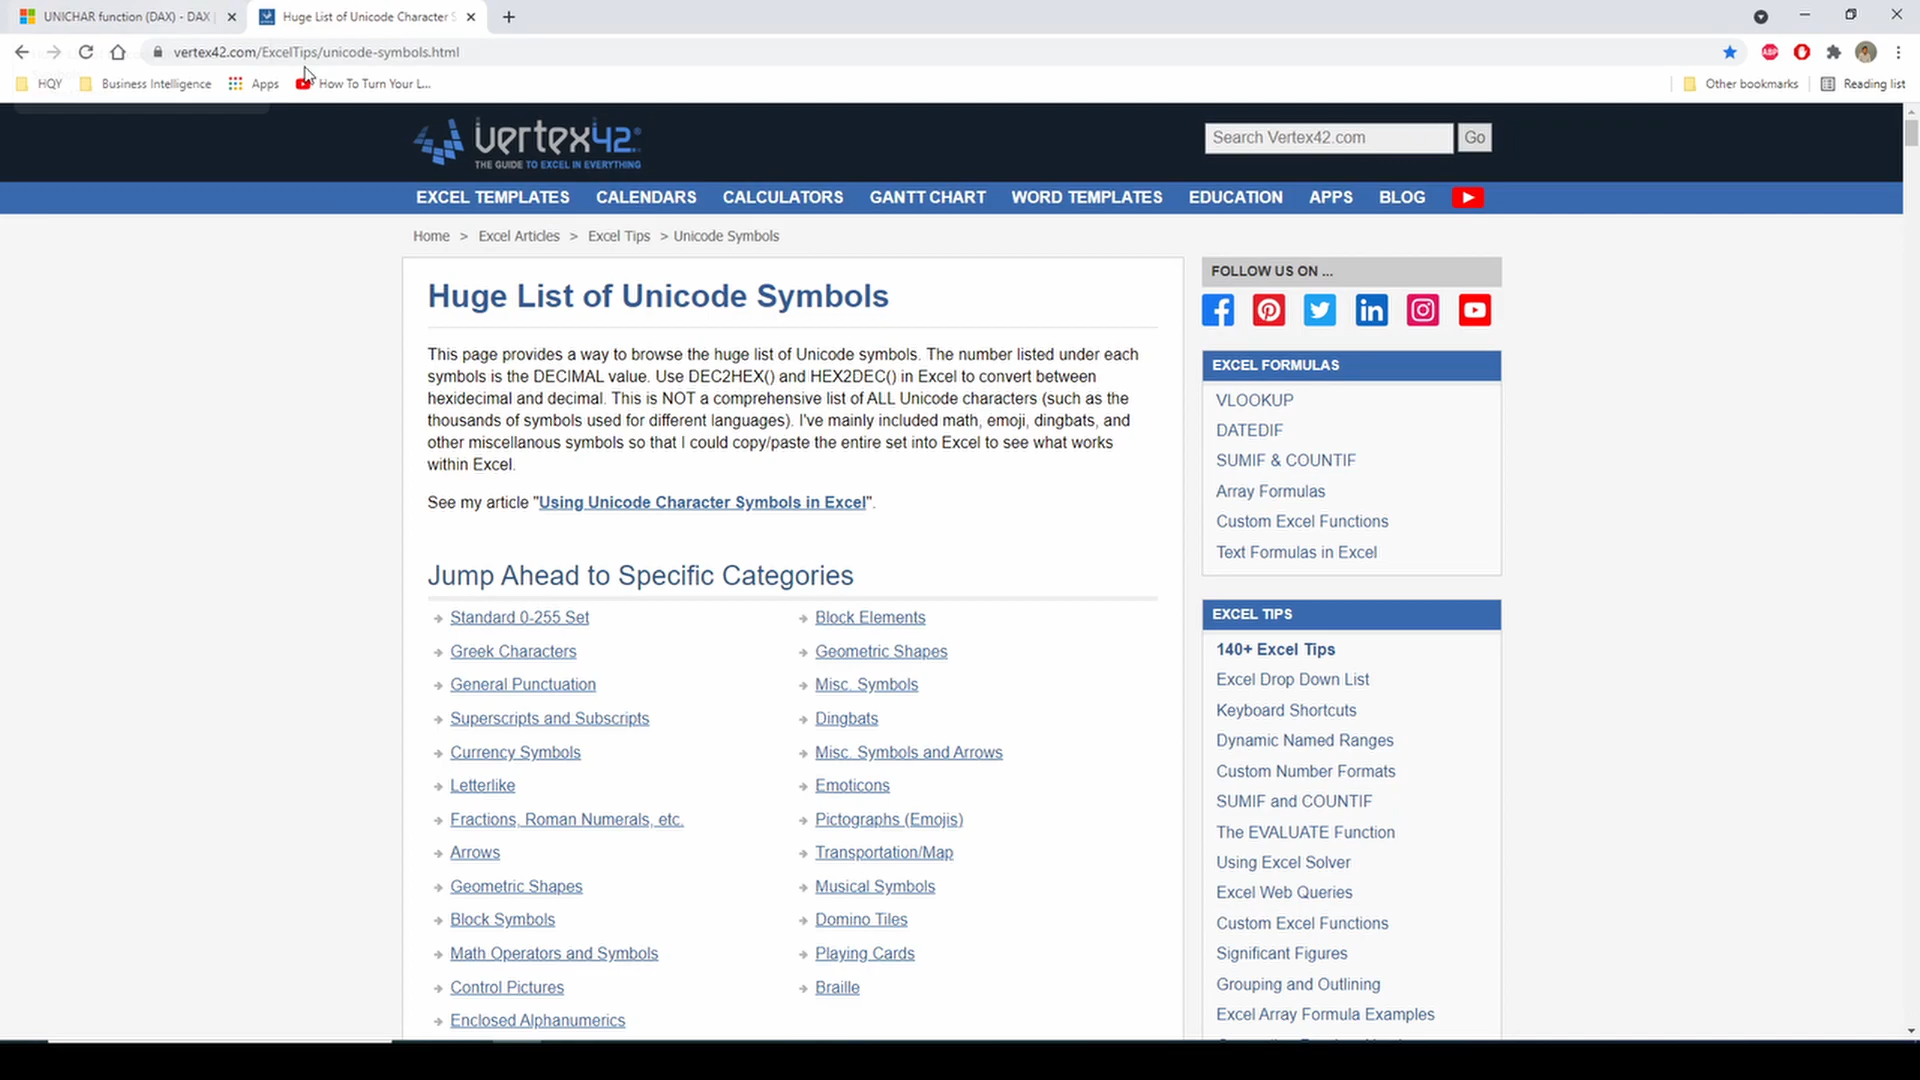 UNICHAR function (DAX) - DAX
Huge List of Unicode Character S
vertex42.com/ExcelTips/unicode-symbols.html
ABP
HQY
Business Intelligence
Apps
How To Turn Your L...
Other bookmarks
Reading list
vertex42
THE GUIDE TO EXCEL IN EVERYTHING
Search Vertex42.com
Go
EXCEL TEMPLATES
CALENDARS
CALCULATORS
GANTT CHART
WORD TEMPLATES
EDUCATION
APPS
BLOG
Home > Excel Articles > Excel Tips > Unicode Symbols
Huge List of Unicode Symbols
This page provides a way to browse the huge list of Unicode symbols. The number listed under each
symbols is the DECIMAL value. Use DEC2HEX() and HEX2DEC() in Excel to convert between
hexidecimal and decimal. This is NOT a comprehensive list of ALL Unicode characters (such as the
thousands of symbols used for different languages). I've mainly included math, emoji, dingbats, and
other miscellanous symbols so that I could copy/paste the entire set into Excel to see what works
within Excel.
See my article "Using Unicode Character Symbols in Excel".
Jump Ahead to Specific Categories
Standard 0-255 Set
Greek Characters
General Punctuation
Superscripts and Subscripts
Currency Symbols
Letterlike
Fractions, Roman Numerals, etc.
Arrows
Geometric Shapes
Block Symbols
Math Operators and Symbols
Control Pictures
Enclosed Alphanumerics
Block Elements
Geometric Shapes
Misc. Symbols
Dingbats
Misc. Symbols and Arrows
Emoticons
Pictographs (Emojis)
Transportation/Map
Musical Symbols
Domino Tiles
Playing Cards
Braille
FOLLOW US ON ...
EXCEL FORMULAS
VLOOKUP
DATEDIF
SUMIF & COUNTIF
Array Formulas
Custom Excel Functions
Text Formulas in Excel
EXCEL TIPS
140+ Excel Tips
Excel Drop Down List
Keyboard Shortcuts
Dynamic Named Ranges
Custom Number Formats
SUMIF and COUNTIF
The EVALUATE Function
Using Excel Solver
Excel Web Queries
Custom Excel Functions
Significant Figures
Grouping and Outlining
Excel Array Formula Examples